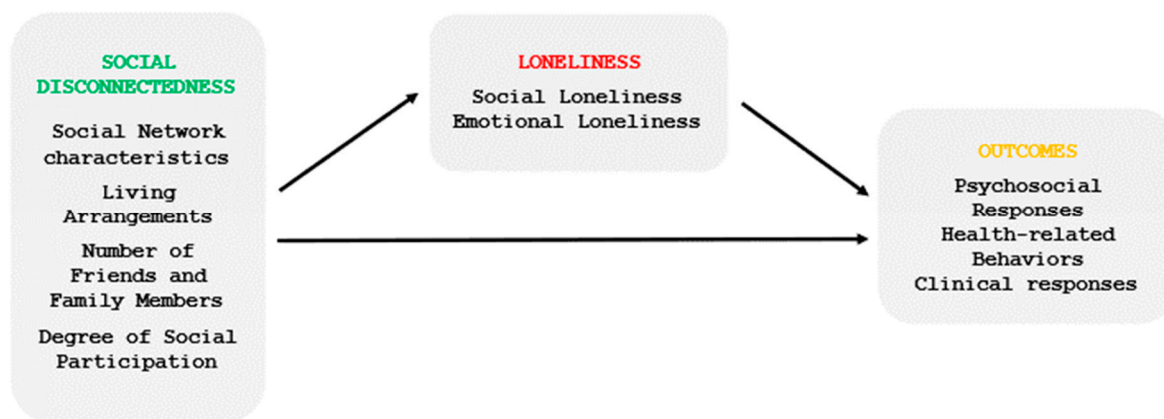 SOCIAL
DISCONNECTEDNESS
Social Network
characteristics
Living
Arrangements
Number of
Friends and
Family Members
Degree of Social
Participation
LONELINESS
Social Loneliness
Emotional Loneliness
OUTCOMES
Psychosocial
Responses
Health-related
Behaviors
Clinical responses